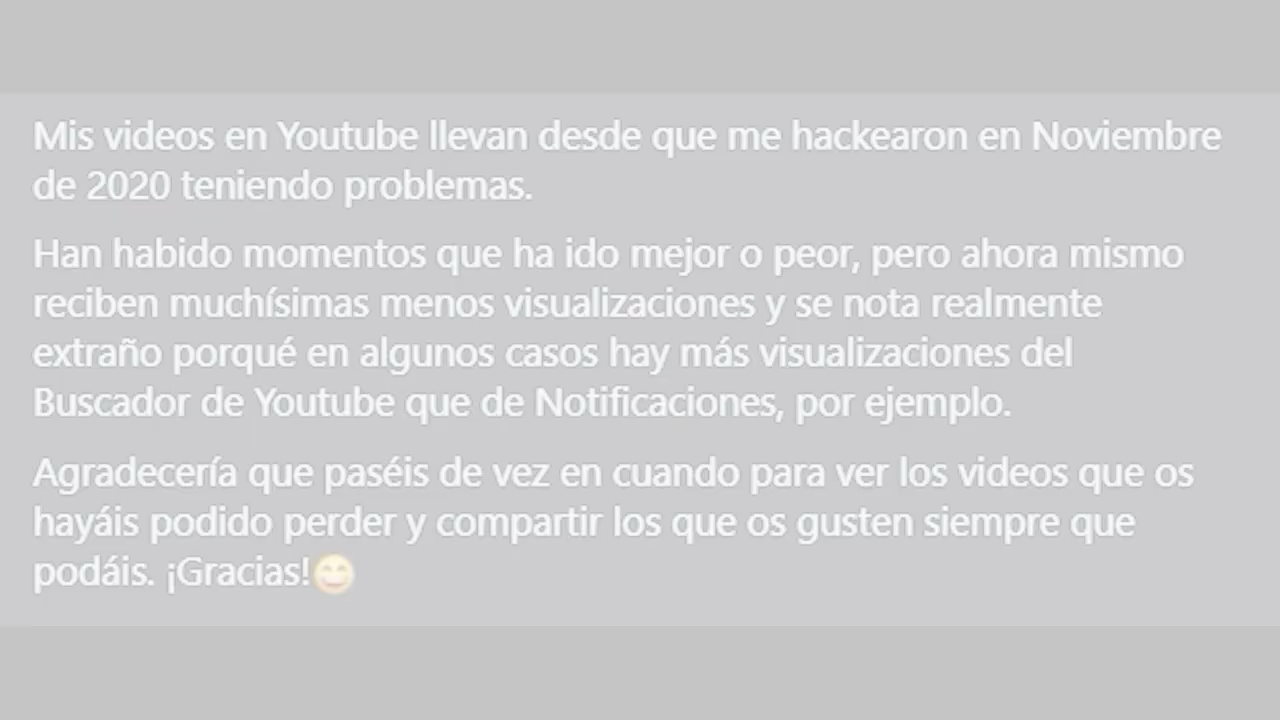 Mis videos en Youtube llevan desde que me hackearon en Noviembre
de 2020 teniendo problemas.
Han habido momentos que ha ido mejor o peor, pero ahora mismo
reciben muchísimas menos visualizaciones y se nota realmente
extraño porqué en algunos casos hay más visualizaciones del
Buscador de Youtube que de Notificaciones, por ejemplo.
Agradecería que paséis de vez en cuando para ver los videos que os
hayáis podido perder y compartir los que os gusten siempre que
podáis. ¡Gracias!😄